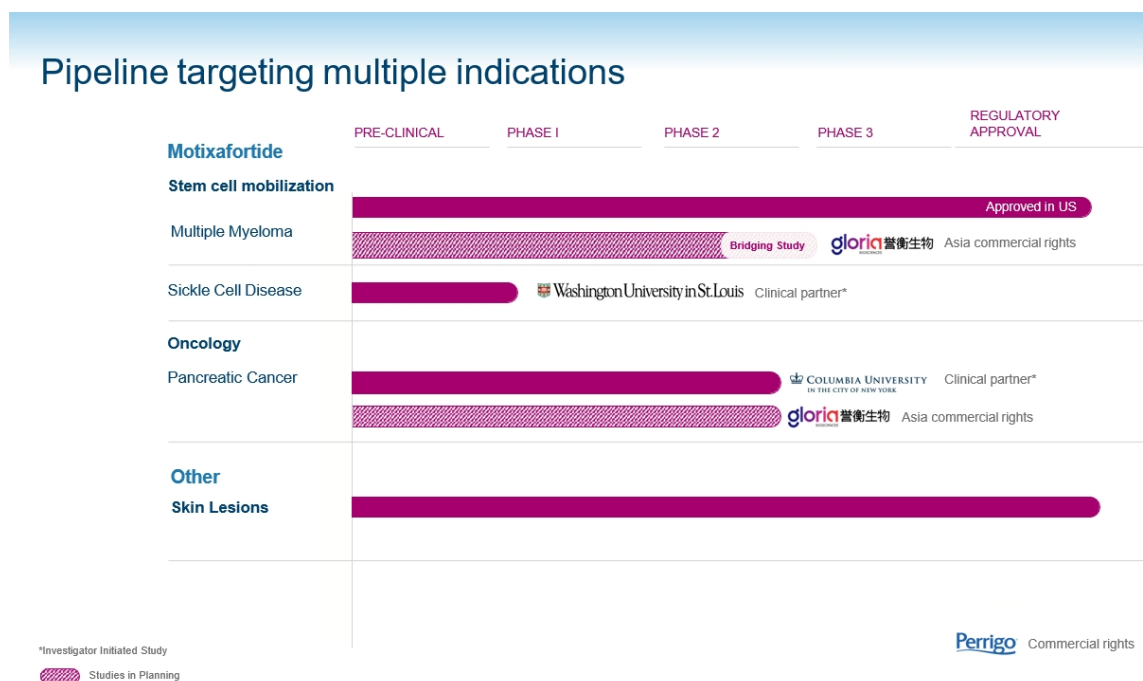 Pipeline targeting multiple indications
PRE-CLINICAL
PHASE I
PHASE 2
PHASE 3
REGULATORY
APPROVAL
Motixafortide
Stem cell mobilization
Approved in US
Multiple Myeloma
Bridging Study
gloria 誉衡生物
BIOSCIENCES
Asia commercial rights
Sickle Cell Disease
Washington University in St. Louis
Clinical partner*
Oncology
Pancreatic Cancer
COLUMBIA UNIVERSITY
IN THE CITY OF NEW YORK
Clinical partner*
gloria 誉衡生物
BIOSCIENCES
Asia commercial rights
Other
Skin Lesions
Perrigo
Commercial rights
*Investigator Initiated Study
Studies in Planning